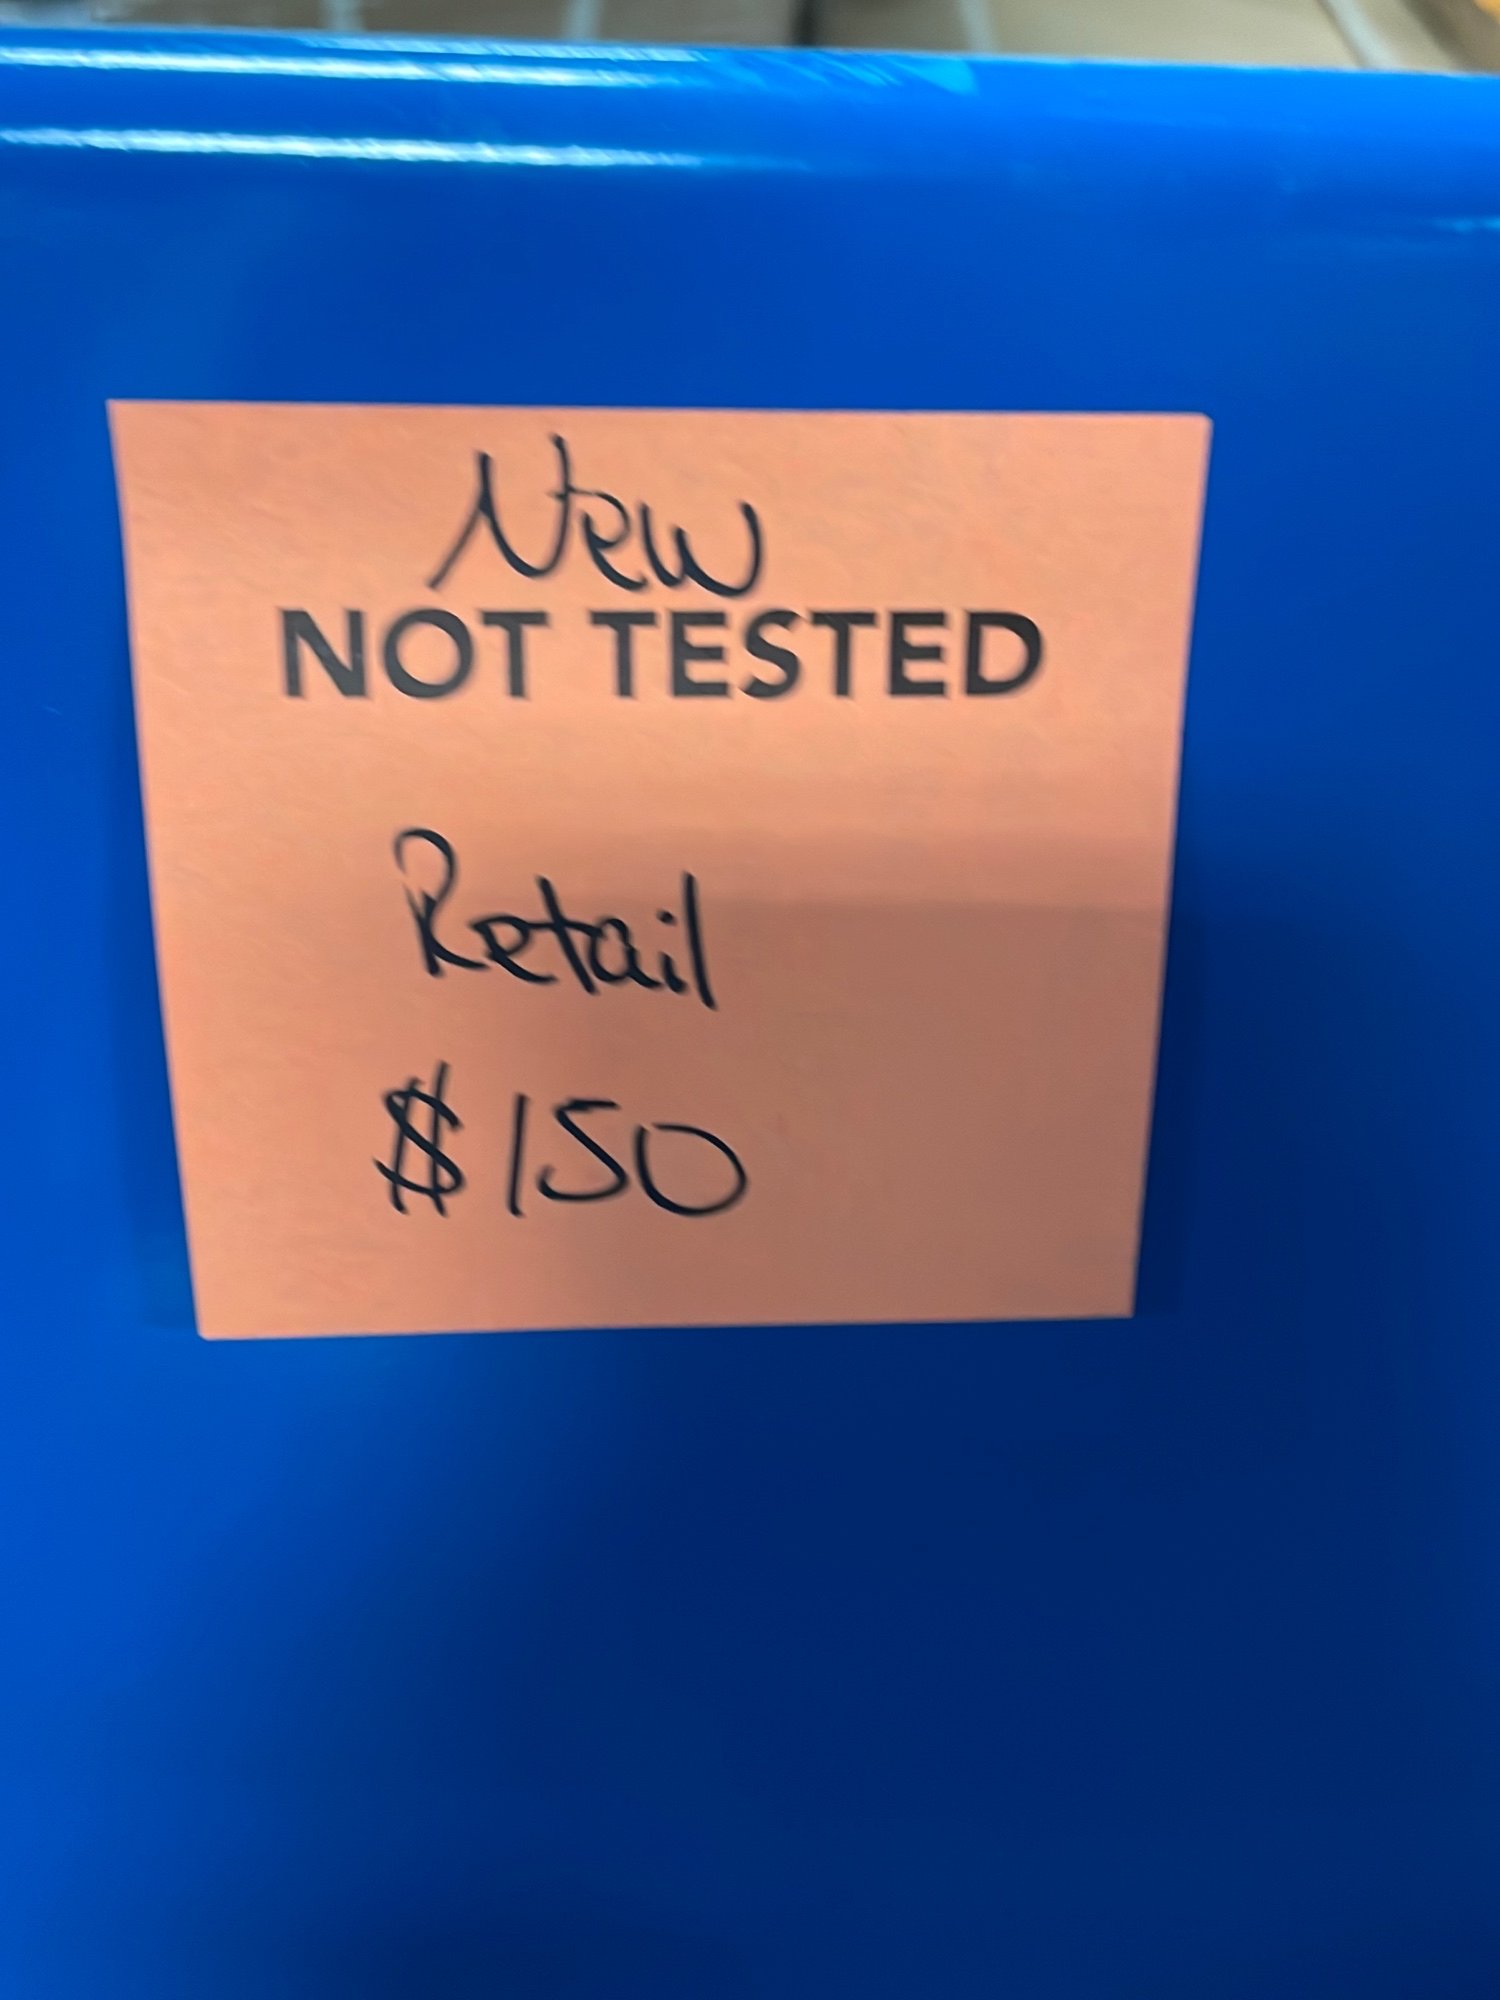 New
NOT TESTED
Retail
$150